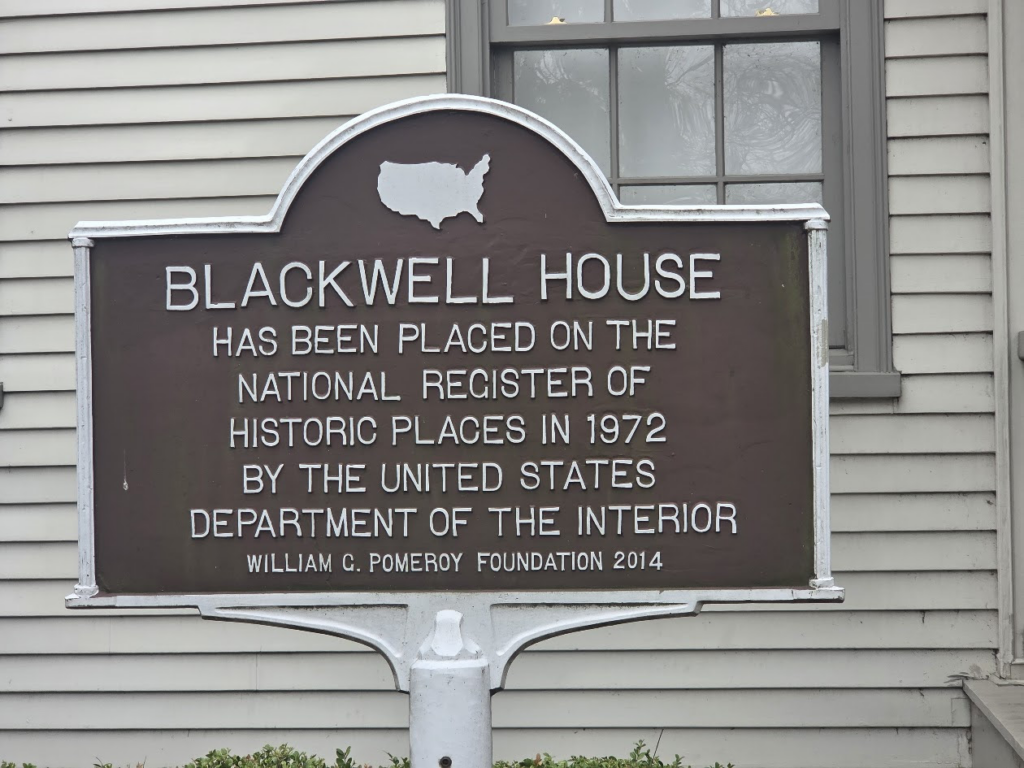 BLACKWELL HOUSE
HAS BEEN PLACED ON THE
NATIONAL REGISTER OF
HISTORIC PLACES IN 1972
BY THE UNITED STATES
DEPARTMENT OF THE INTERIOR
WILLIAM G. POMEROY FOUNDATION 2014